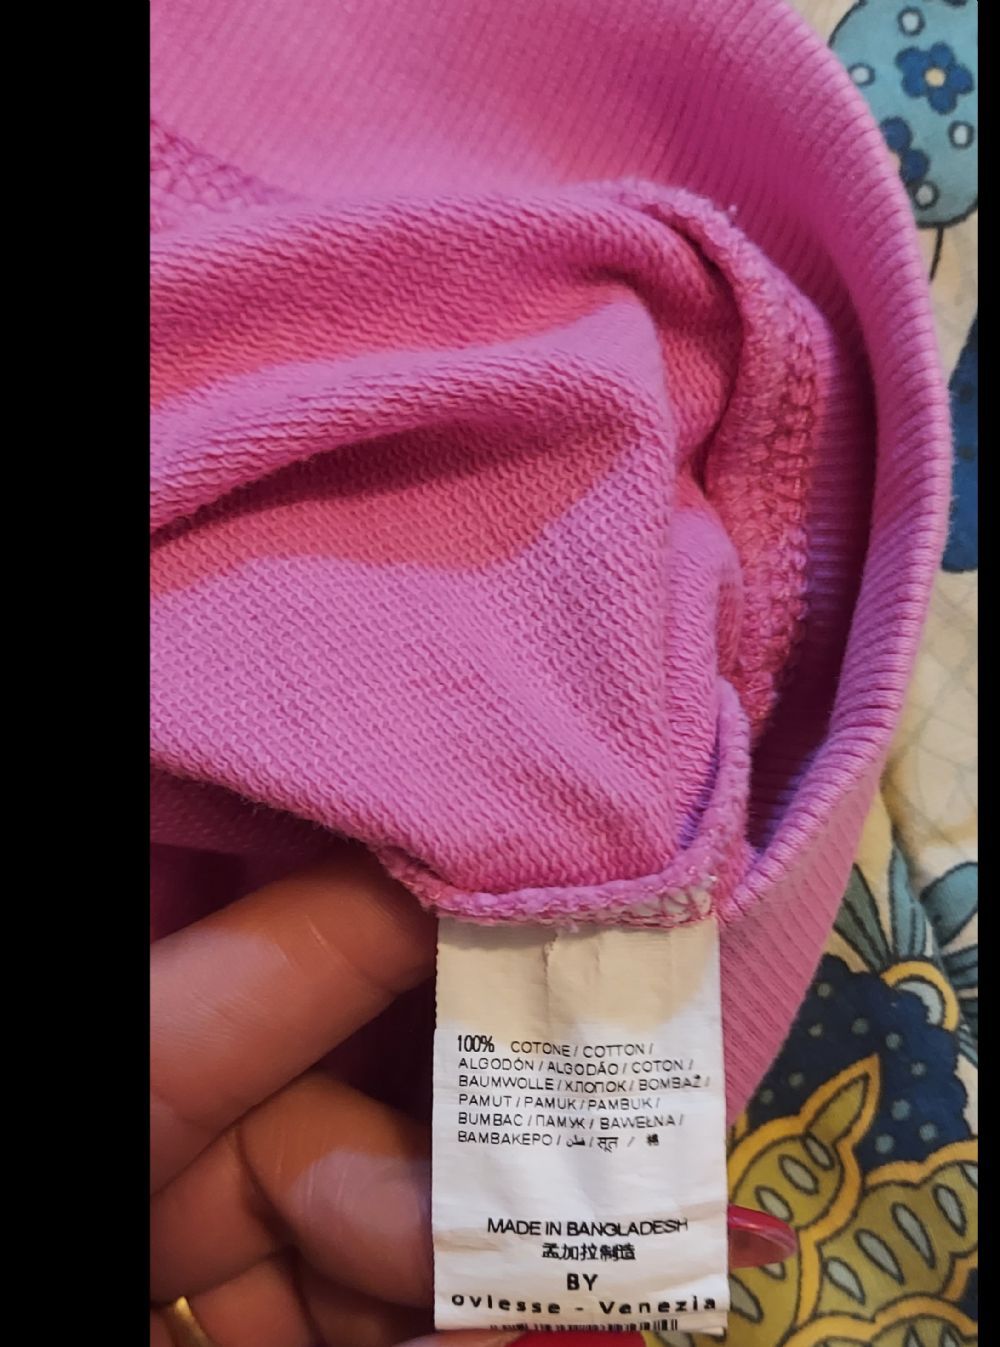 100% COTONE / COTTON /
ALGODÓN / ALGODÃO / COTON /
BAUMWOLLE / ХЛОПОК / BOMBAŽ /
PAMUT / PAMUK / PAMBUK /
BUMBAC / ПАМУК / BAWEŁNA /
BAMBAKEPO / / सूत / 棉
MADE IN BANGLADESH
孟加拉制造
BY
oviesse - Venezia